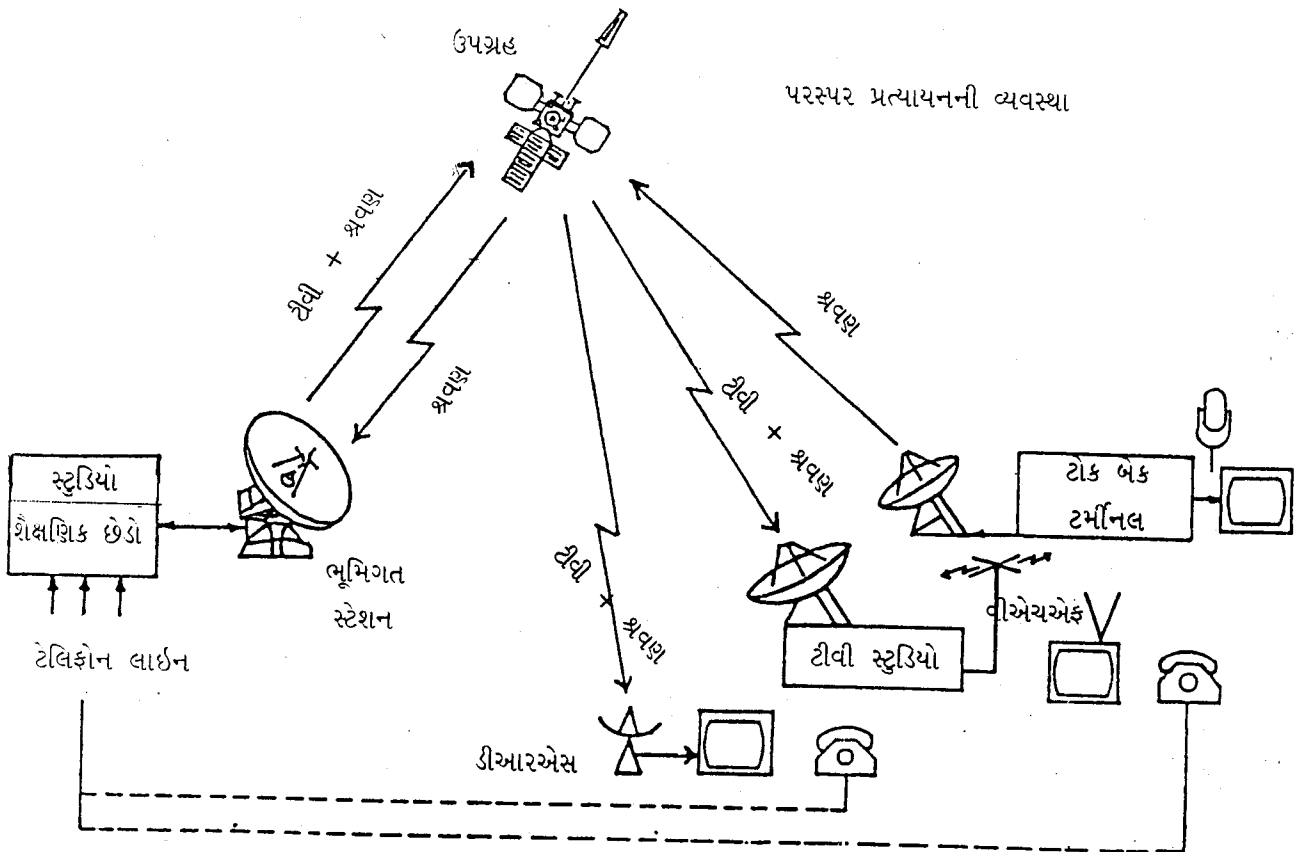 ઉપગ્રહ
પરસ્પર પ્રત્યાયનની વ્યવસ્થા
ટીવી + શ્રવણ
શ્રવણ
શ્રવણ
ટીવી × શ્રવણ
ટીવી × શ્રવણ
સ્ટુડિયો
શૈક્ષણિક છેડો
ભૂમિગત
સ્ટેશન
ટેલિફોન લાઇન
ટોક બેક
ટર્મીનલ
વીએચએફ
ટીવી સ્ટુડિયો
ડીઆરએસ